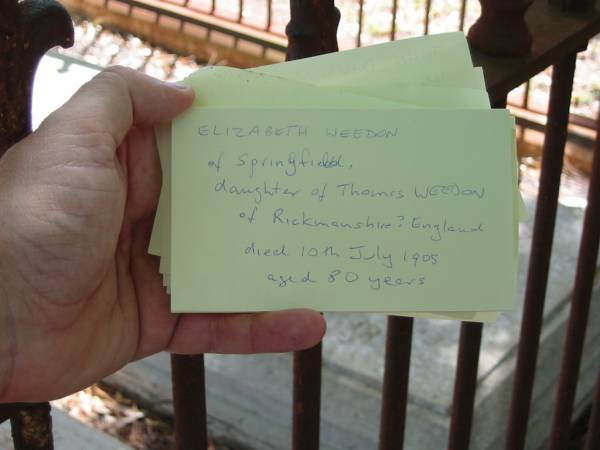 ELIZABETH WEEDON
of Springfield,
daughter of Thomas WEEDON
of Rickmanshire? England
died 10th July 1905
aged 80 years